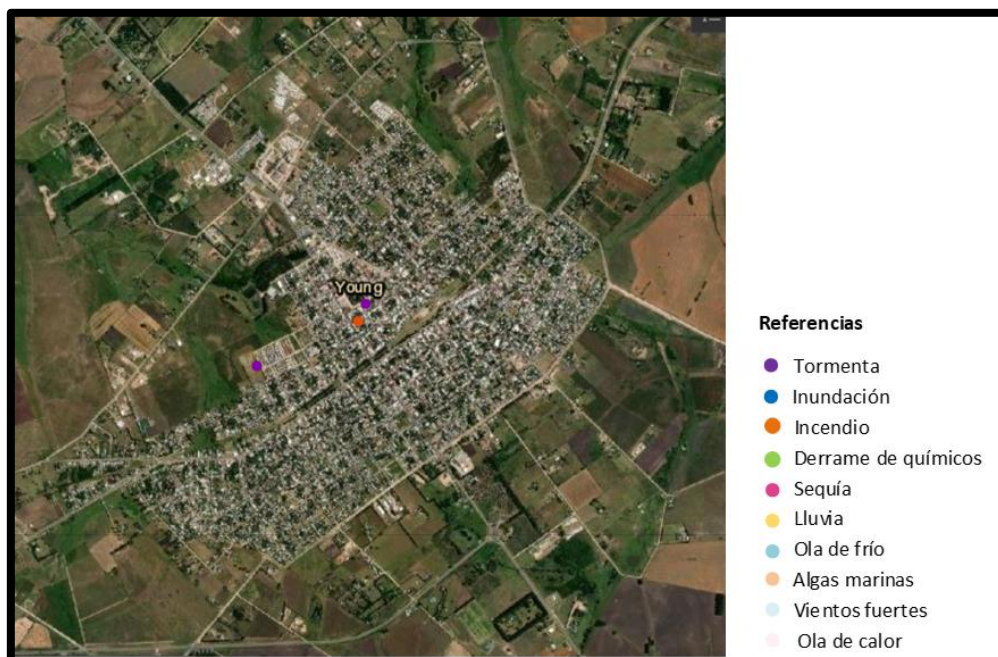 Young
Referencias
Tormenta
Inundación
Incendio
Derrame de químicos
Sequía
Lluvia
Ola de frío
Algas marinas
Vientos fuertes
Ola de calor